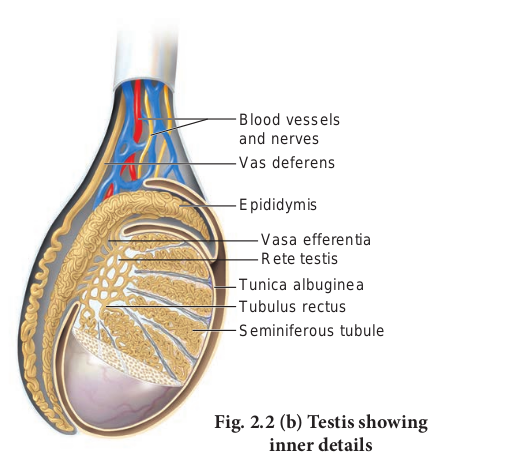 Blood vessels
and nerves
Vas deferens
Epididymis
Vasa efferentia
Rete testis
Tunica albuginea
Tubulus rectus
Seminiferous tubule
Fig. 2.2 (b) Testis showing
inner details